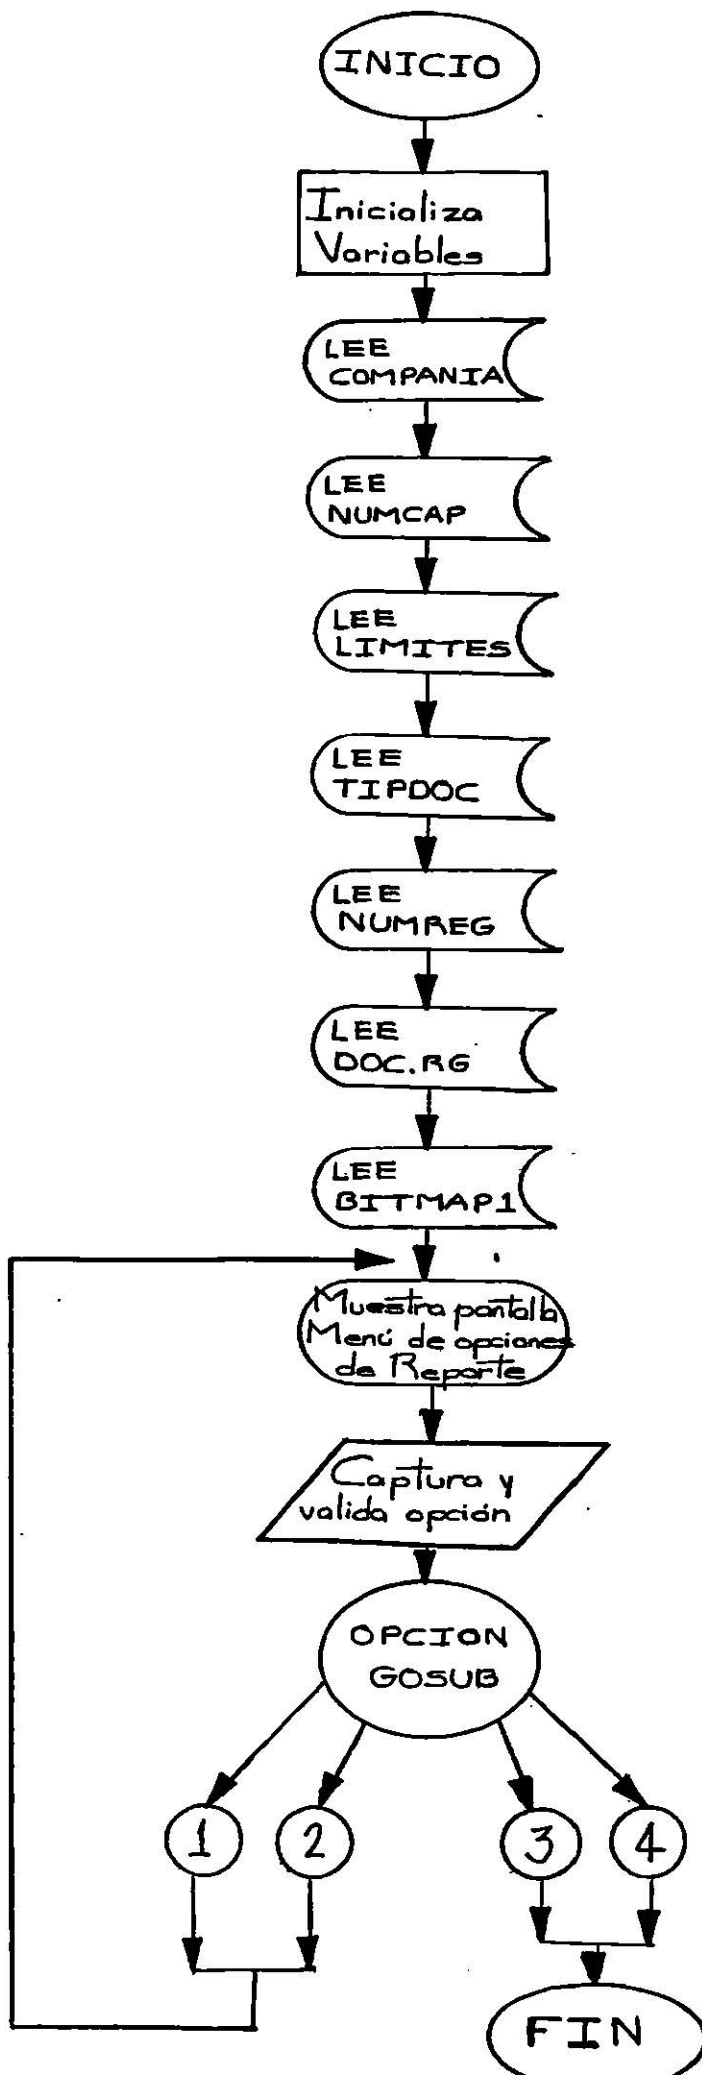 INICIO
Inicializa
Variables
LEE
COMPANIA
LEE
NUMCAP
LEE
LIMITES
LEE
TIPDOC
LEE
NUMREG
LEE
DOC.RG
LEE
BITMAP1
Muestra pantalla
Menú de opciones
de Reporte
Captura y
valida opción
OPCION
GOSUB
1 2 3 4
FIN